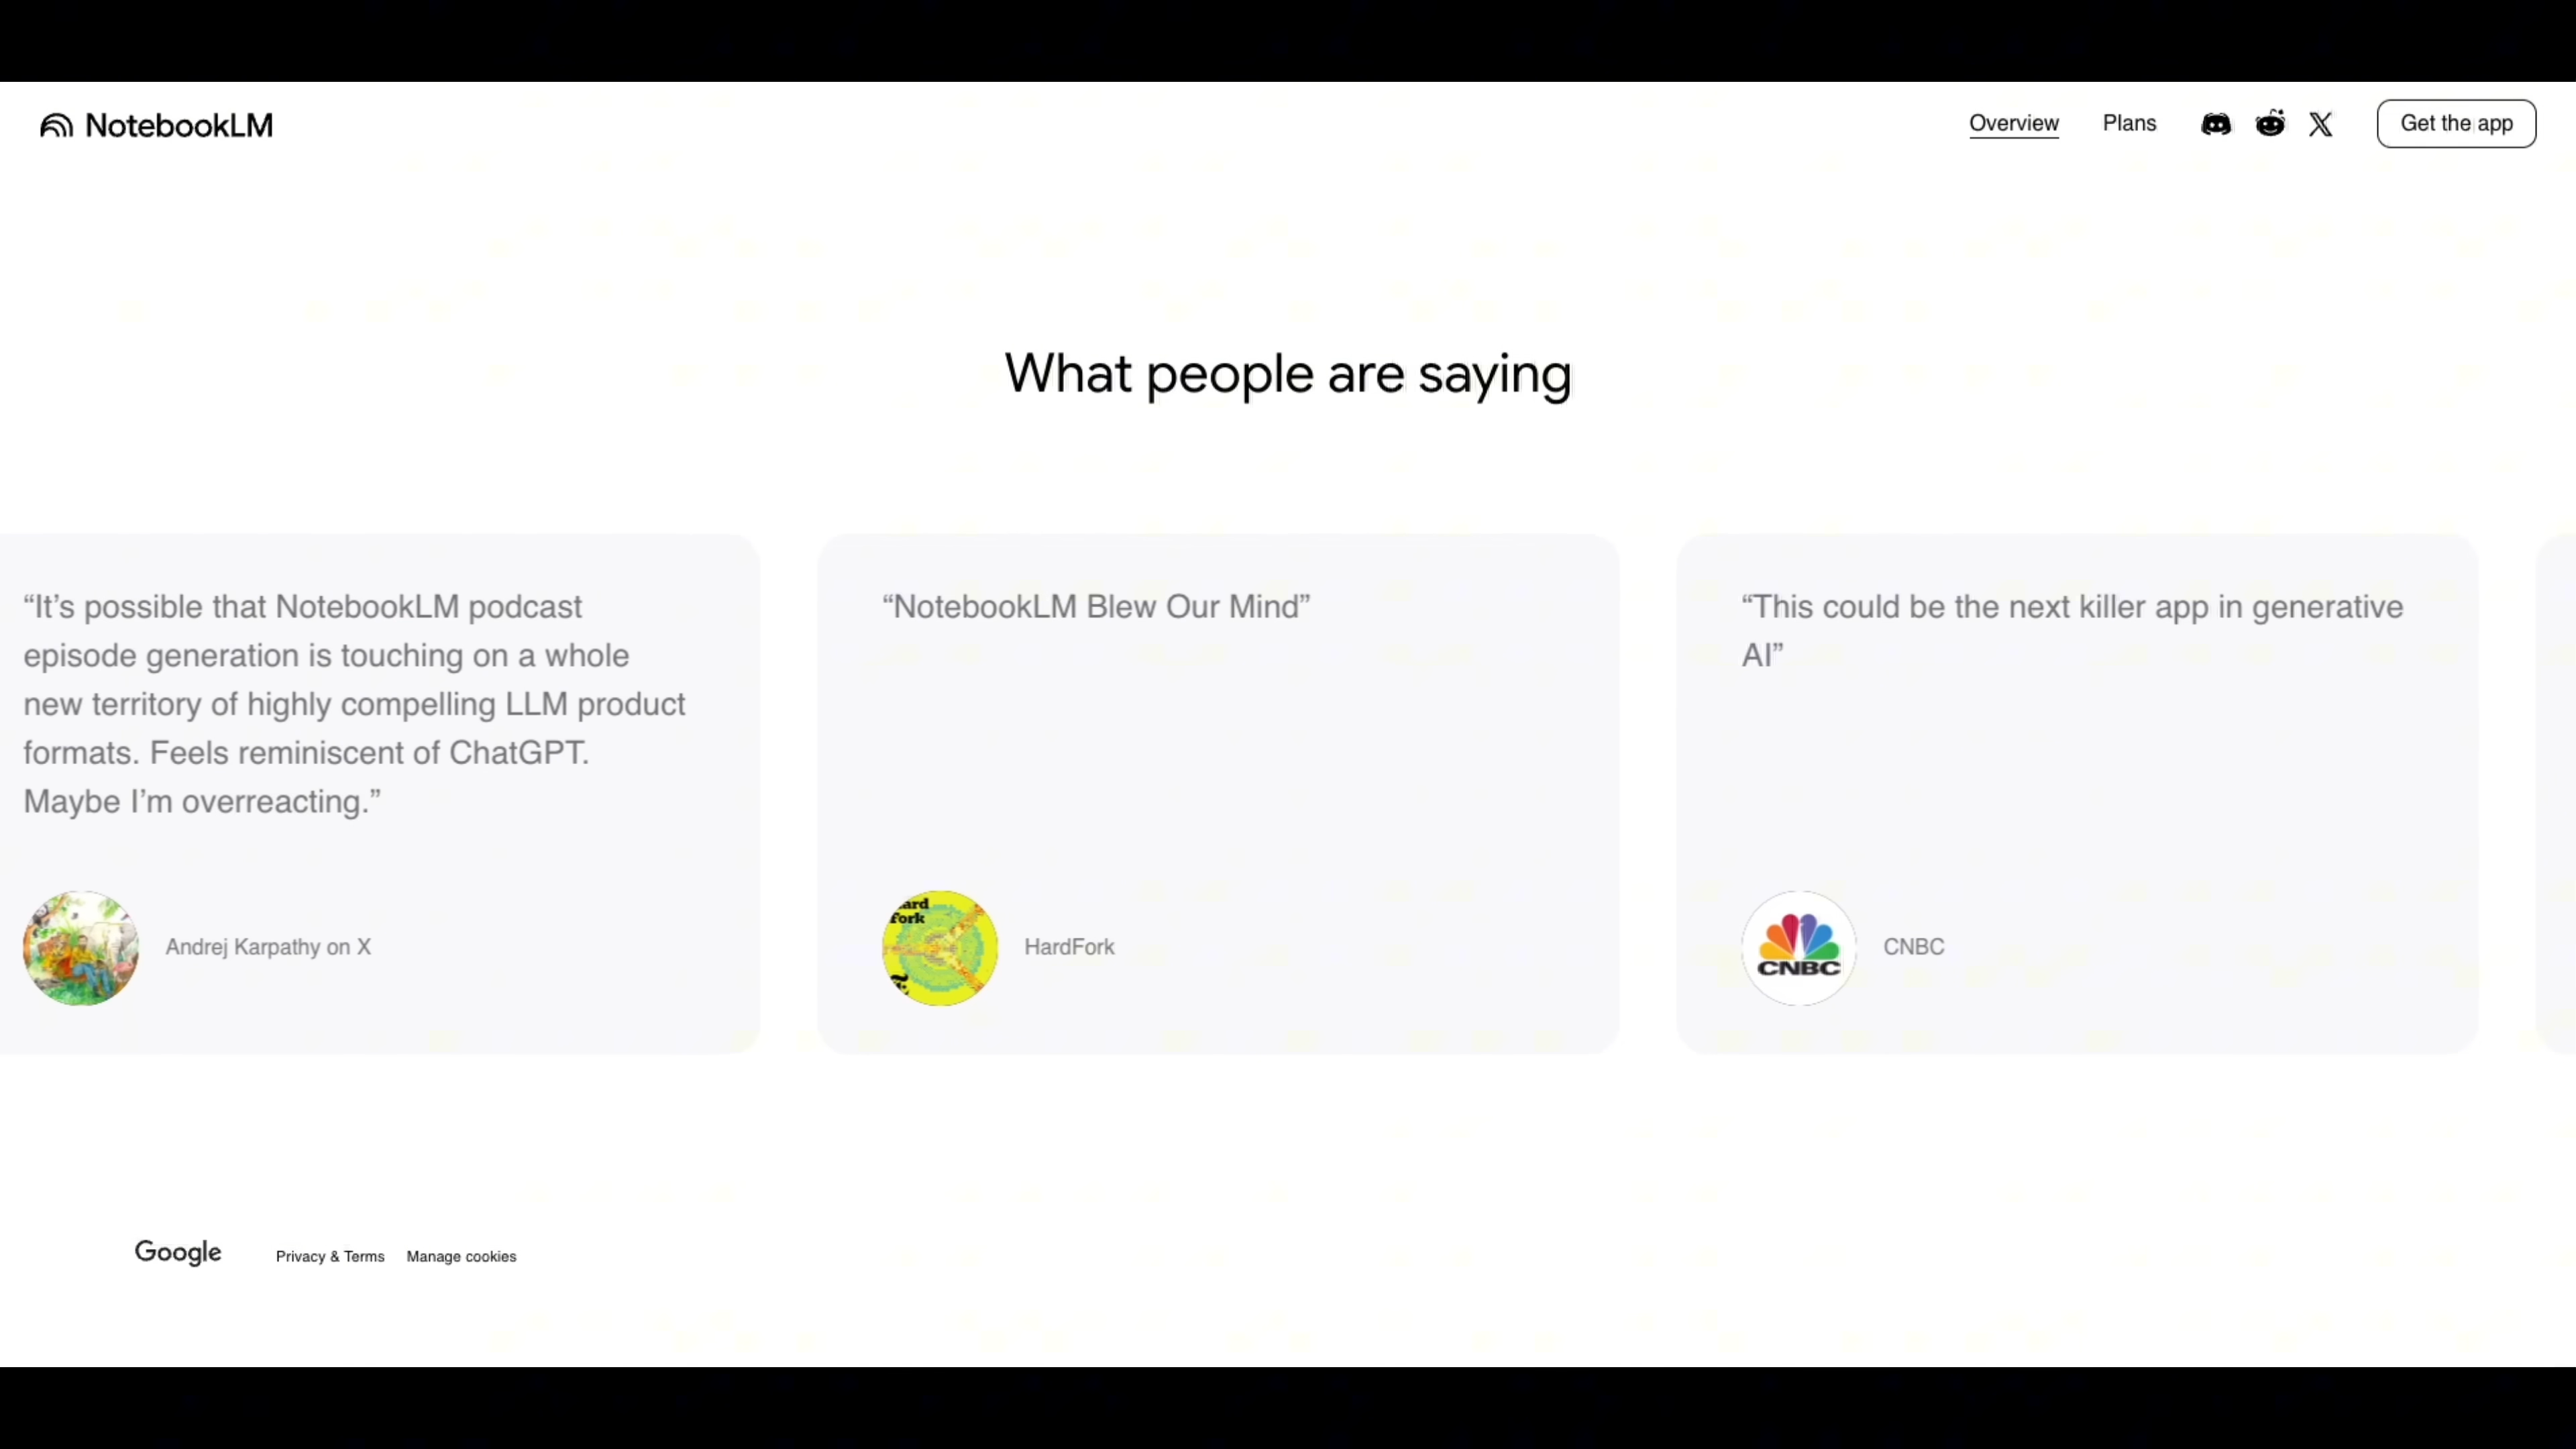 NotebookLM
Overview Plans Get the app
What people are saying
“It’s possible that NotebookLM podcast
episode generation is touching on a whole
new territory of highly compelling LLM product
formats. Feels reminiscent of ChatGPT.
Maybe I’m overreacting.”
Andrej Karpathy on X
“NotebookLM Blew Our Mind”
ard
Fork
HardFork
“This could be the next killer app in generative
AI”
CNBC
CNBC
Google Privacy & Terms Manage cookies